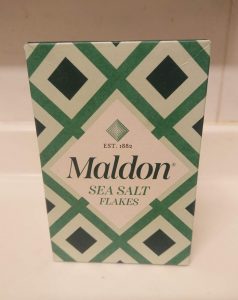 EST. 1882
Maldon®
SEA SALT
FLAKES